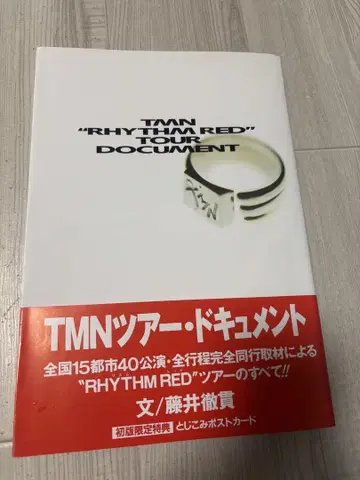 TMN
"RHYTHM RED"
TOUR
DOCUMENT
TMN
TMNツアー・ドキュメント
全国15都市40公演・全行程完全同行取材による
"RHYTHM RED"ツアーのすべて!!
文/藤井徹貫
初版限定特典 とじこみポストカード